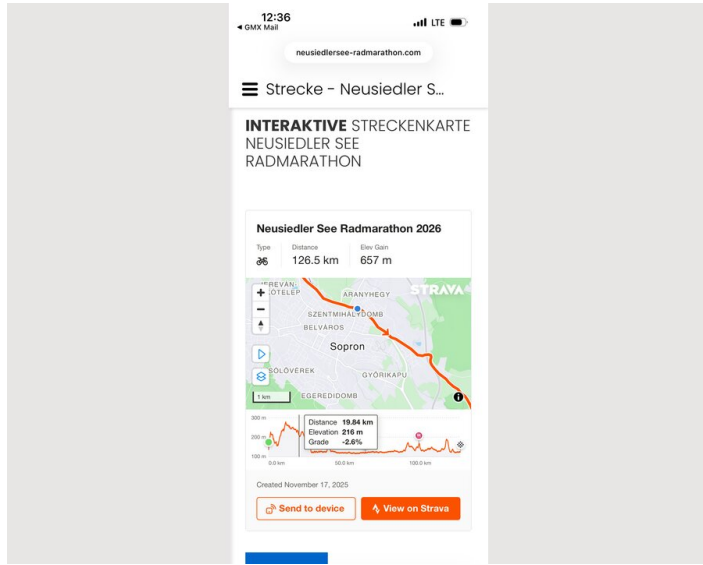 12:36
LTE
GMX Mail
neusiedlersee-radmarathon.com
Strecke - Neusiedler S...
INTERAKTIVE STRECKENKARTE
NEUSIEDLER SEE
RADMARATHON
Neusiedler See Radmarathon 2026
Type Distance Elev Gain
126.5 km 657 m
STRAVA
ARANYHEGY
SZENTMIHÁLYDOMB
BELVÁROS
Sopron
GYŐRIKAPU
1 km
300 m
200 m
100 m
Distance 19.84 km
Elevation 216 m
Grade -2.6%
0.0 km 50.0 km 100.0 km
Created November 17, 2025
Send to device
View on Strava